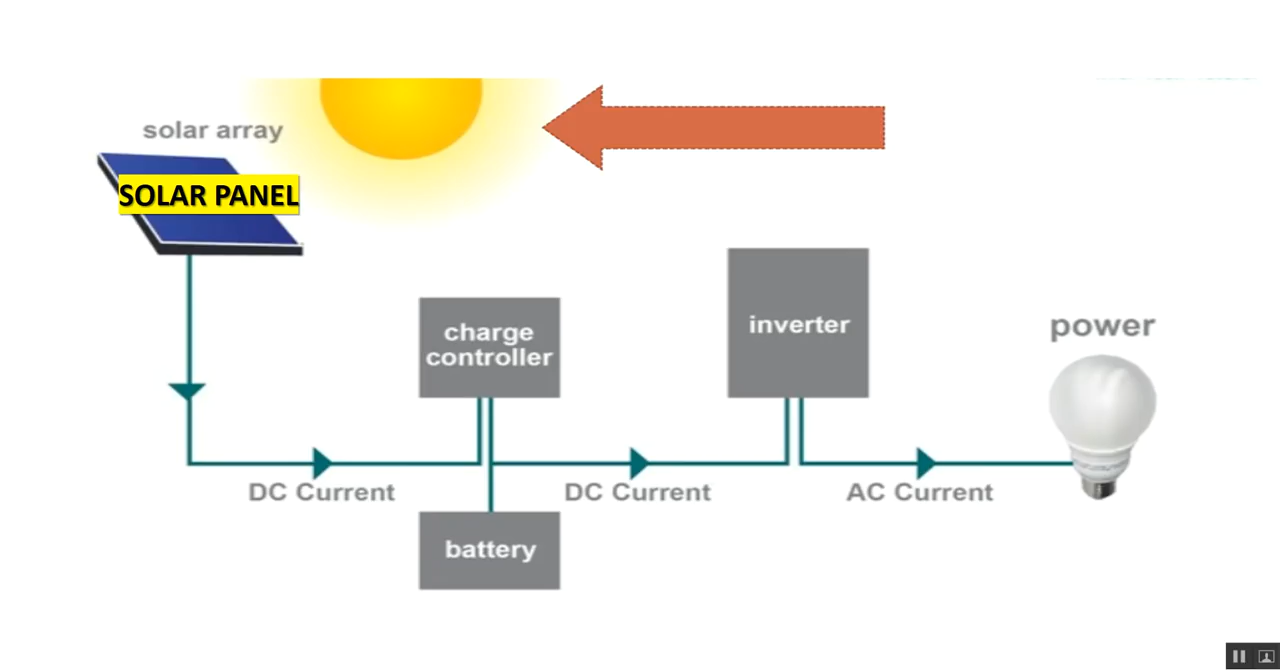 solar array
SOLAR PANEL
charge
controller
inverter
power
DC Current
DC Current
AC Current
battery